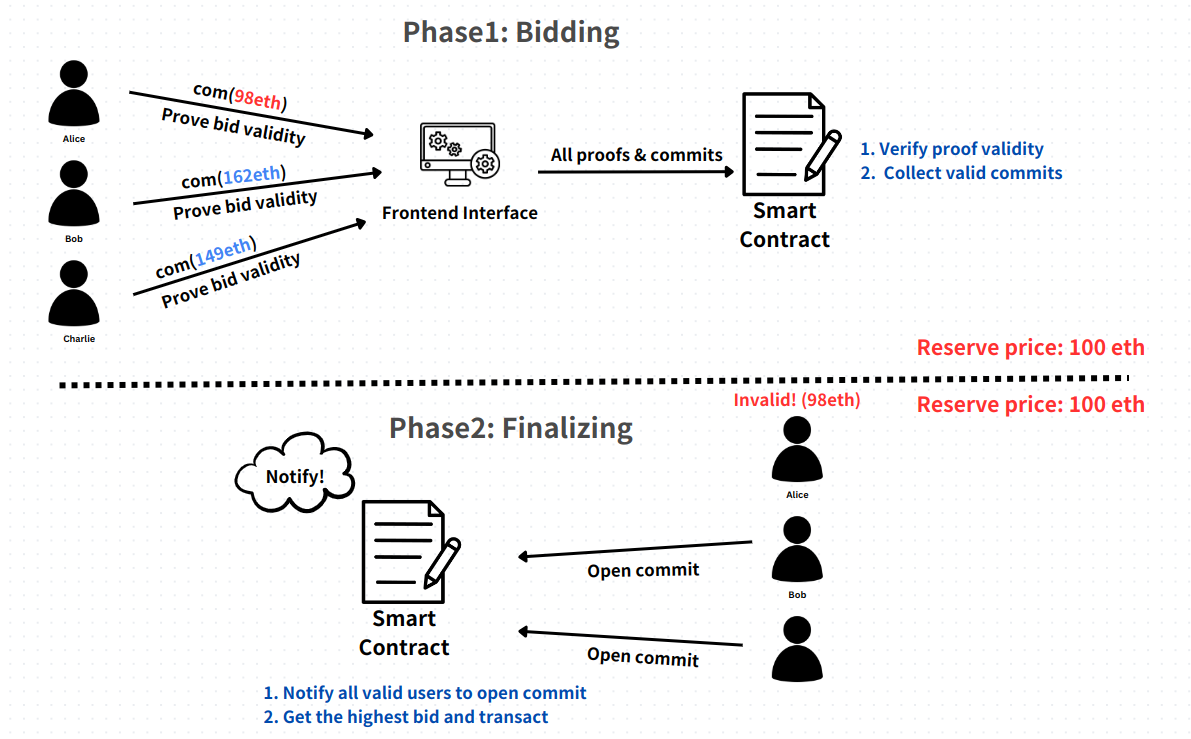 Phase1: Bidding
com(98eth)
Prove bid validity
Alice
com(162eth)
Prove bid validity
Bob
com(149eth)
Prove bid validity
Charlie
Frontend Interface
All proofs & commits
Smart
Contract
1. Verify proof validity
2. Collect valid commits
Reserve price: 100 eth
Invalid! (98eth)
Reserve price: 100 eth
Phase2: Finalizing
Notify!
Alice
Open commit
Bob
Open commit
Smart
Contract
1. Notify all valid users to open commit
2. Get the highest bid and transact